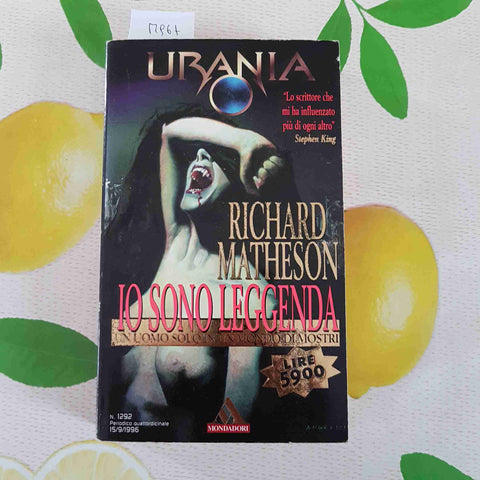 URANIA
"Lo scrittore che
mi ha influenzato
più di ogni altro"
Stephen King
RICHARD
MATHESON
IO SONO LEGGENDA
UN UOMO SOLO IN UN MONDO DI MOSTRI
LIRE
5900
N. 1292
Periodico quattordicinale
15/9/1996
MONDADORI